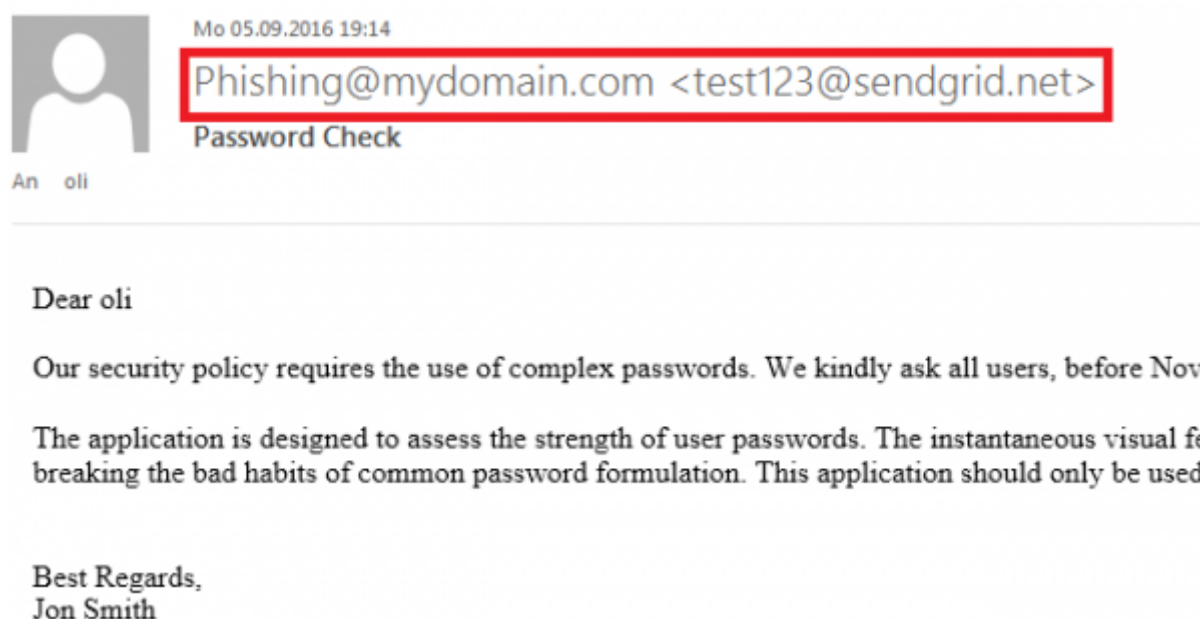 Mo 05.09.2016 19:14
Phishing@mydomain.com <test123@sendgrid.net>
Password Check
An oli
Dear oli
Our security policy requires the use of complex passwords. We kindly ask all users, before Nov
The application is designed to assess the strength of user passwords. The instantaneous visual
breaking the bad habits of common password formulation. This application should only be used
Best Regards,
Jon Smith